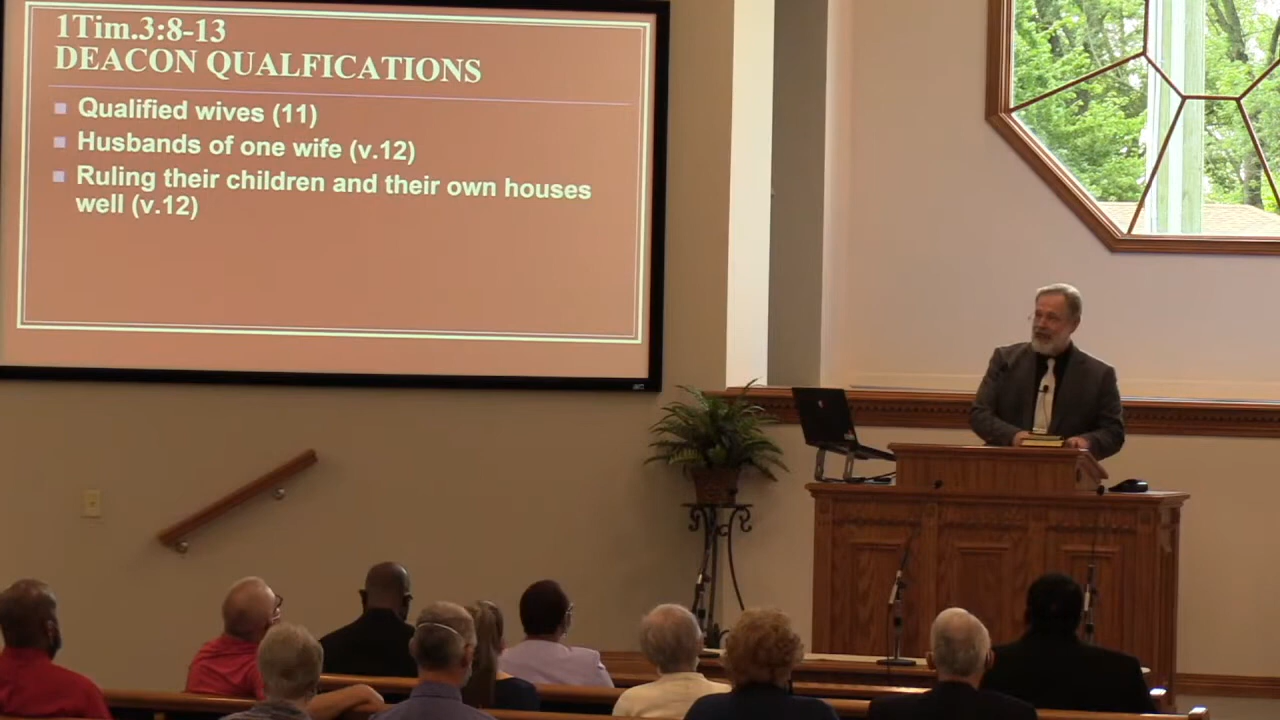 1Tim.3:8-13
DEACON QUALFICATIONS
Qualified wives (11)
Husbands of one wife (v.12)
Ruling their children and their own houses
well (v.12)